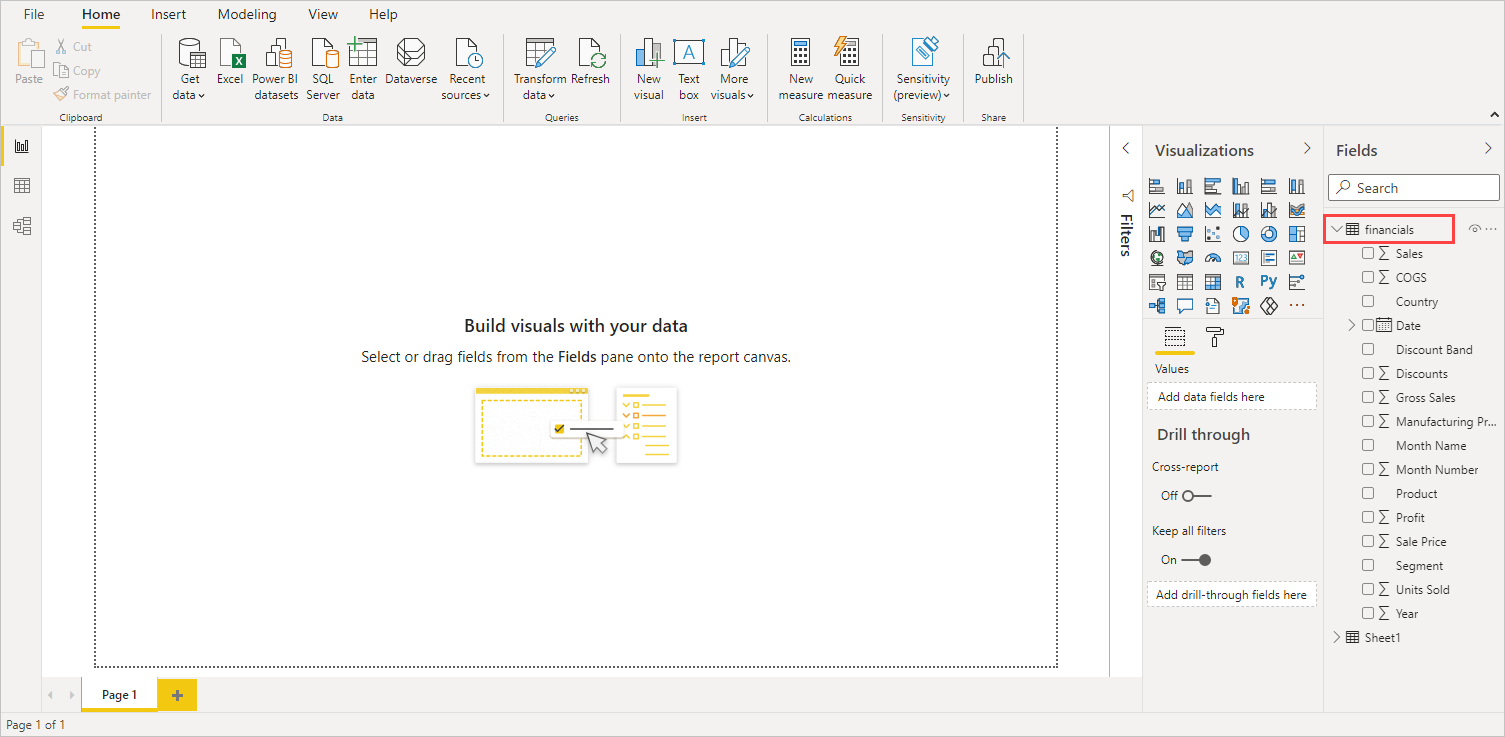 File Home Insert Modeling View Help
Paste
Cut
Copy
Format painter
Clipboard
Get
data
Excel
Power BI
datasets
SQL
Server
Enter
data
Dataverse
Recent
sources
Data
Transform
data
Refresh
Queries
New
visual
A
Text
box
More
visuals
Insert
New
measure
Quick
measure
Calculations
Sensitivity
(preview)
Sensitivity
Publish
Share
Build visuals with your data
Select or drag fields from the Fields pane onto the report canvas.
Page 1
Page 1 of 1
Filters
Visualizations
123
R
Py
Values
Add data fields here
Drill through
Cross-report
Off
Keep all filters
On
Add drill-through fields here
Fields
Search
financials
Σ Sales
Σ COGS
Country
Date
Discount Band
Σ Discounts
Σ Gross Sales
Σ Manufacturing Pr...
Month Name
Σ Month Number
Product
Σ Profit
Σ Sale Price
Segment
Σ Units Sold
Σ Year
Sheet1